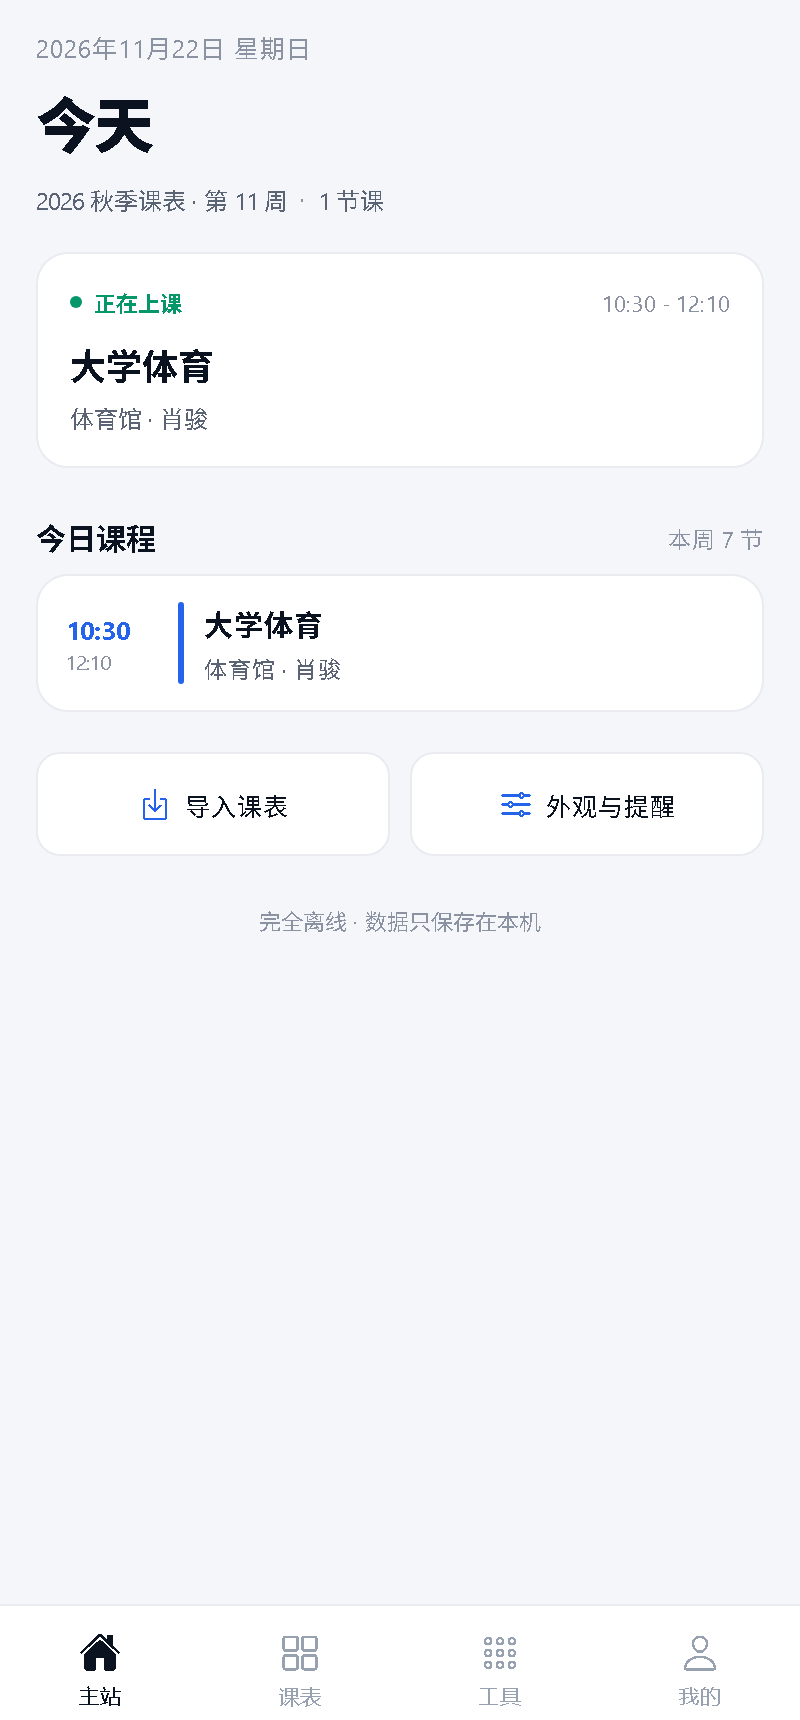 2026年11月22日 星期日
今天
2026 秋季课表 · 第 11 周 · 1 节课
正在上课 10:30 - 12:10
大学体育
体育馆 · 肖骏
今日课程 本周 7 节
10:30 大学体育
12:10 体育馆 · 肖骏
导入课表 外观与提醒
完全离线 · 数据只保存在本机
主站 课表 工具 我的